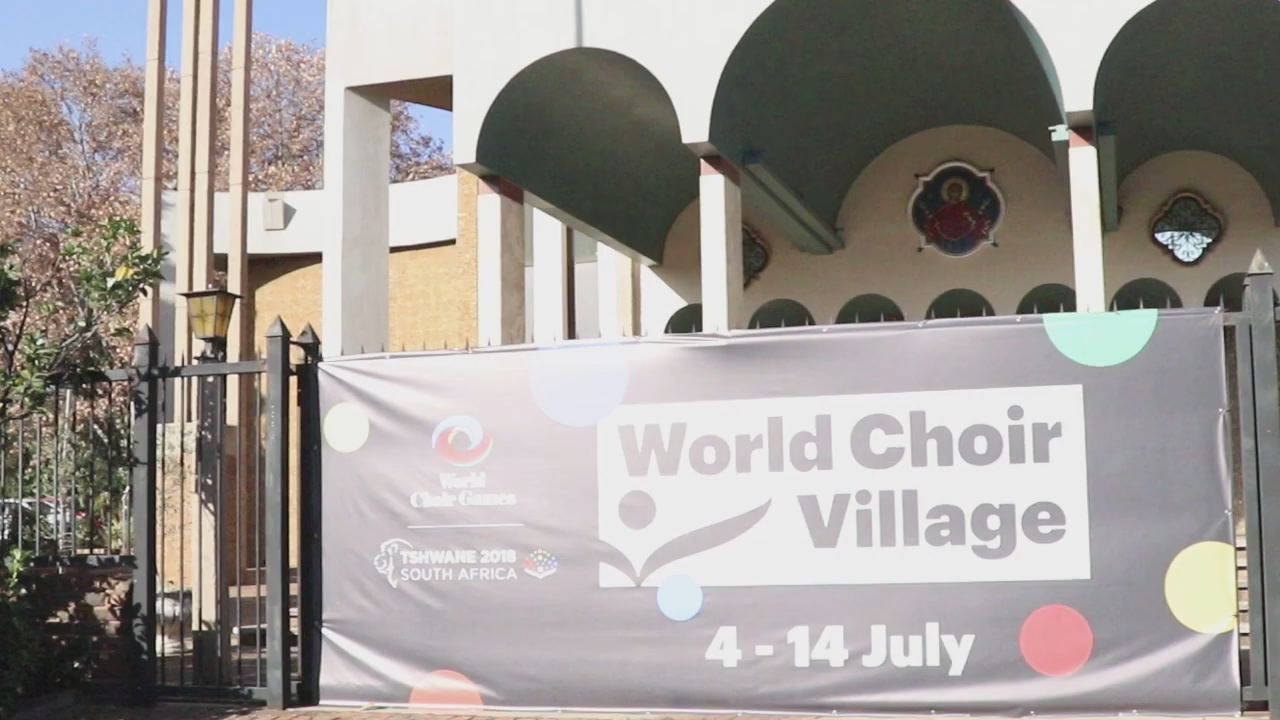 World
Choir Games
TSHWANE 2018
SOUTH AFRICA
World Choir
Village
4 - 14 July